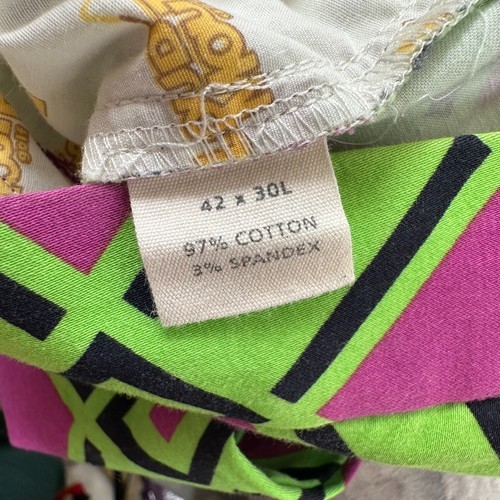 42 x 30L
97% COTTON
3% SPANDEX